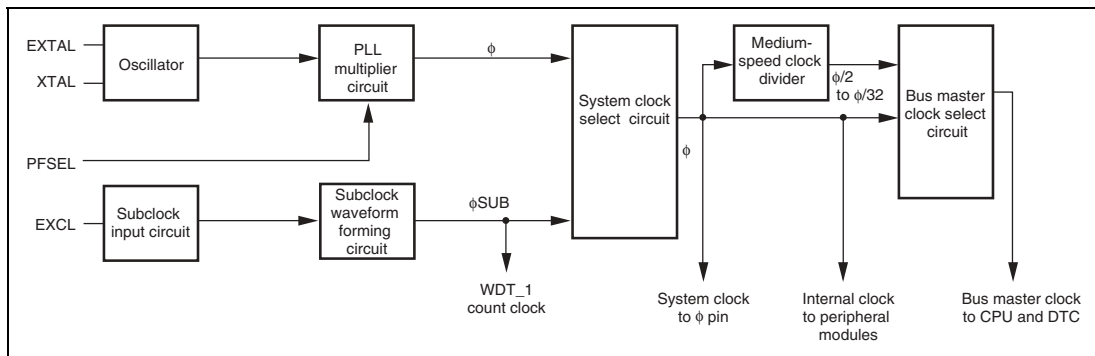 EXTAL
XTAL
Oscillator
PLL
multiplier
circuit
ϕ
PFSEL
EXCL
Subclock
input circuit
Subclock
waveform
forming
circuit
ϕSUB
WDT_1
count clock
System clock
select circuit
ϕ
Medium-
speed clock
divider
ϕ/2
to ϕ/32
Bus master
clock select
circuit
System clock
to ϕ pin
Internal clock
to peripheral
modules
Bus master clock
to CPU and DTC